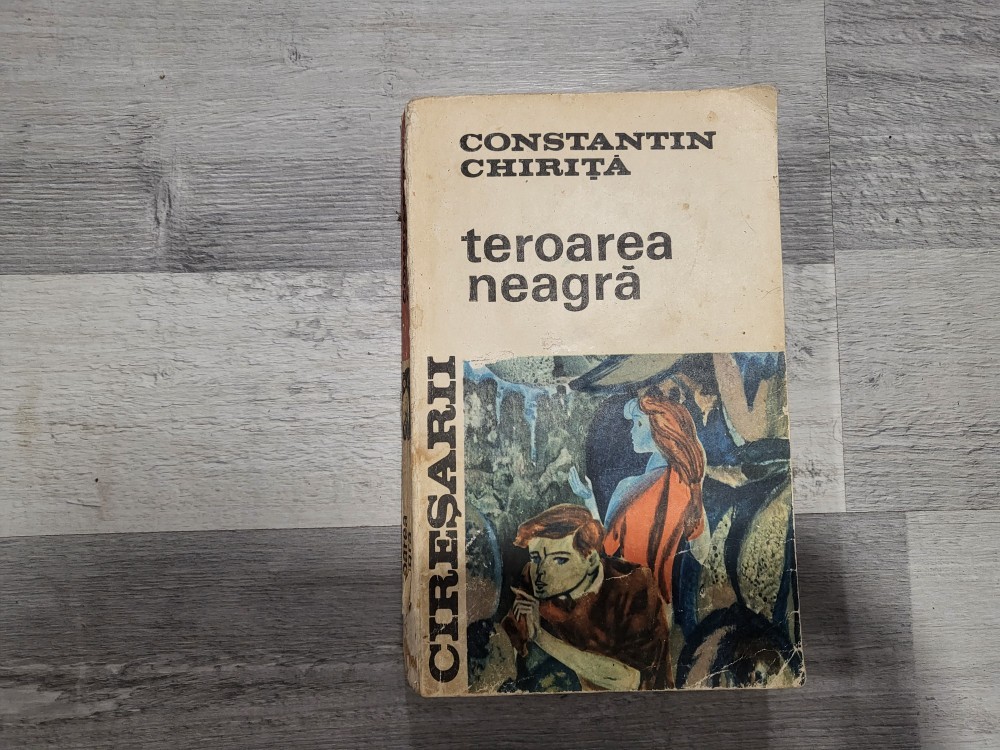 CONSTANTIN
CHIRIȚĂ
teroarea
neagră
CIREȘARII